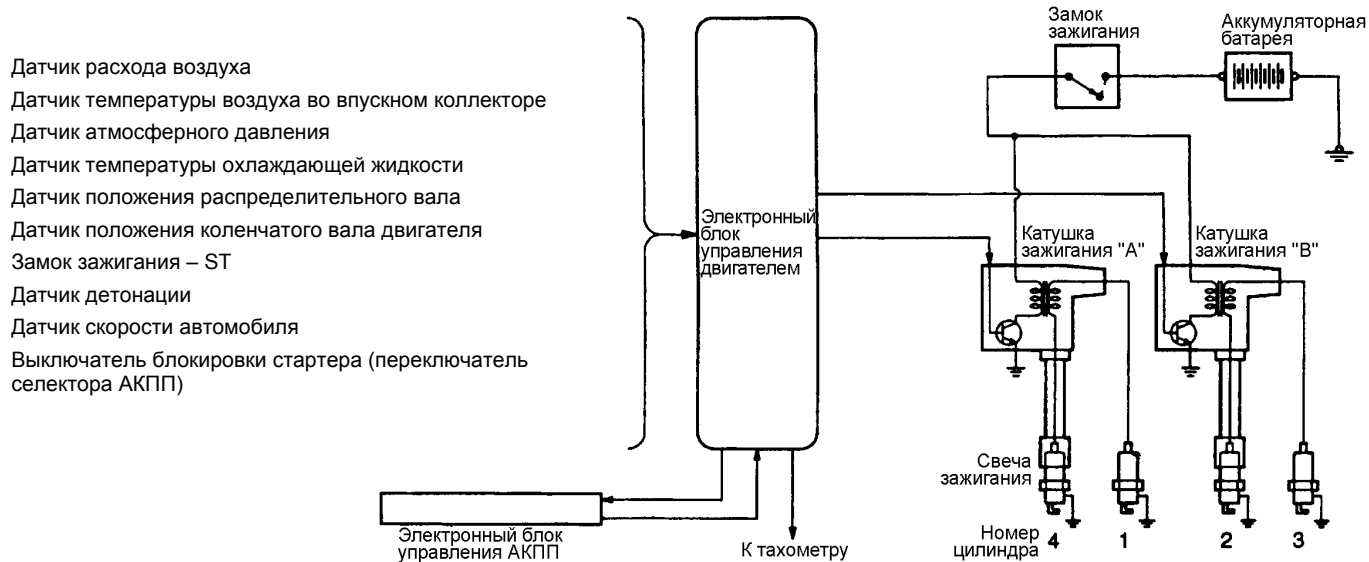 Датчик расхода воздуха
Датчик температуры воздуха во впускном коллекторе
Датчик атмосферного давления
Датчик температуры охлаждающей жидкости
Датчик положения распределительного вала
Датчик положения коленчатого вала двигателя
Замок зажигания – ST
Датчик детонации
Датчик скорости автомобиля
Выключатель блокировки стартера (переключатель
селектора АКПП)
Электронный
блок
управления
двигателем
Замок
зажигания
Аккумуляторная
батарея
Катушка
зажигания "А"
Катушка
зажигания "В"
Свеча
зажигания
Номер
цилиндра
4 1 2 3
Электронный блок
управления АКПП
К тахометру